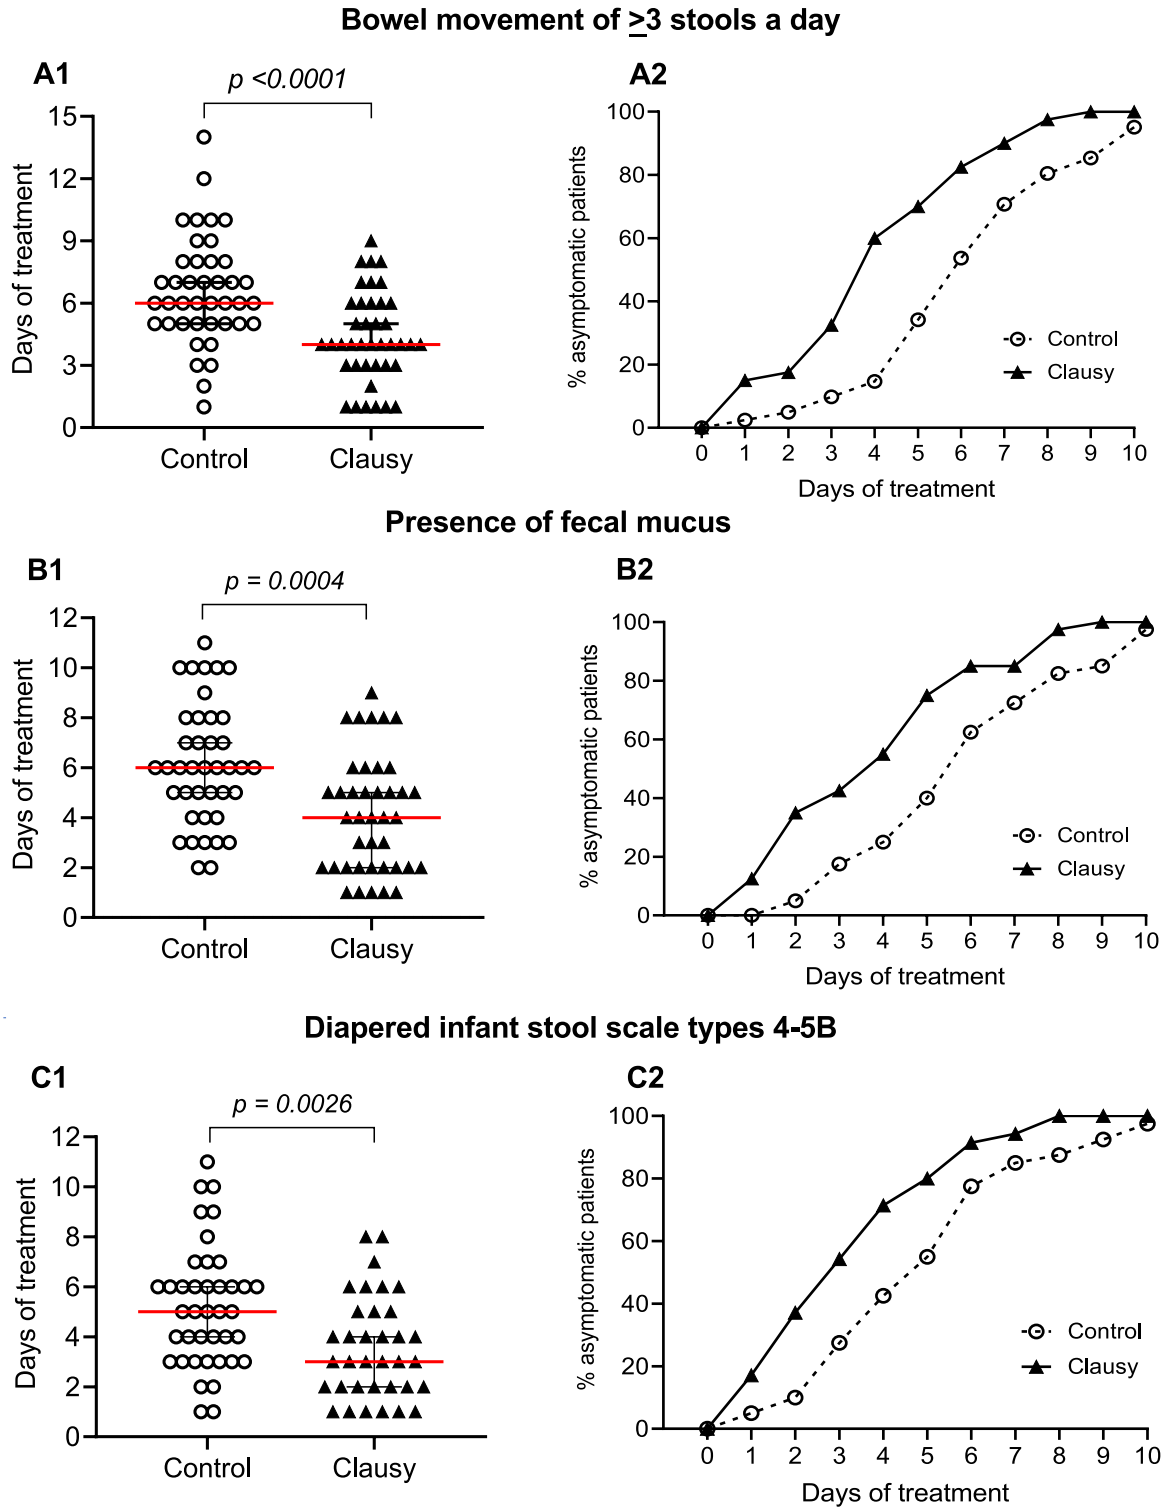 Bowel movement of ≥3 stools a day
A1
p <0.0001
Days of treatment
15
12
9
6
3
0
Control
Clausy
A2
% asymptomatic patients
100
80
60
40
20
0
Control
Clausy
0 1 2 3 4 5 6 7 8 9 10
Days of treatment
Presence of fecal mucus
B1
p = 0.0004
Days of treatment
12
10
8
6
4
2
0
Control
Clausy
B2
% asymptomatic patients
100
80
60
40
20
0
Control
Clausy
0 1 2 3 4 5 6 7 8 9 10
Days of treatment
Diapered infant stool scale types 4-5B
C1
p = 0.0026
Days of treatment
12
10
8
6
4
2
0
Control
Clausy
C2
% asymptomatic patients
100
80
60
40
20
0
Control
Clausy
0 1 2 3 4 5 6 7 8 9 10
Days of treatment